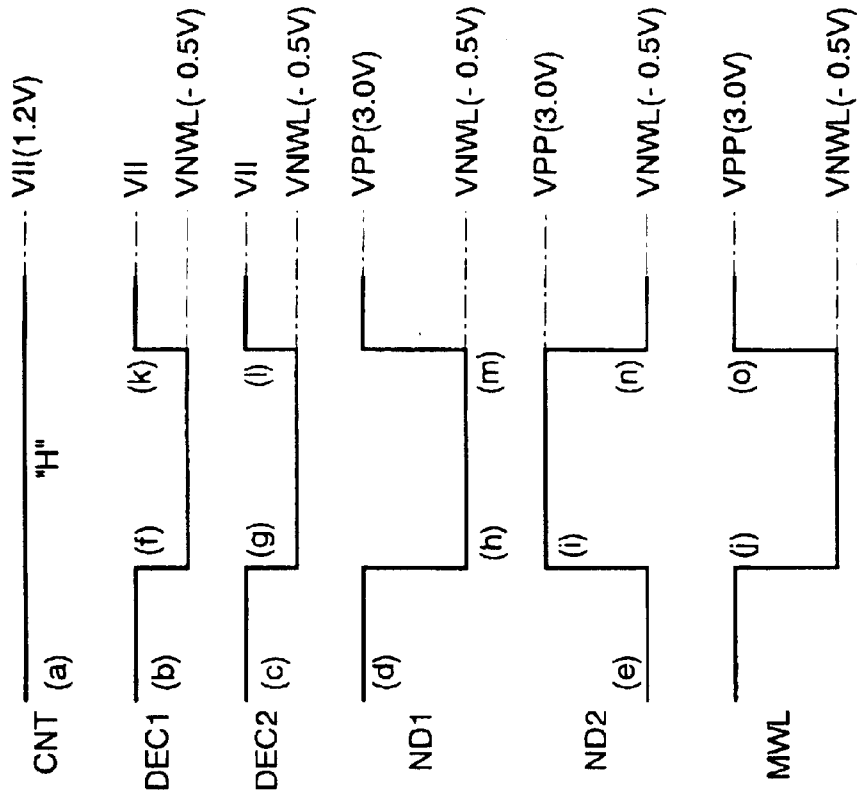 CNT
(a)
"H"
VII(1.2V)
DEC1
(b)
(f)
(k)
VII
VNWL(- 0.5V)
DEC2
(c)
(g)
(l)
VII
VNWL(- 0.5V)
ND1
(d)
(h)
(m)
VPP(3.0V)
VNWL(- 0.5V)
ND2
(e)
(i)
(n)
VPP(3.0V)
VNWL(- 0.5V)
MWL
(j)
(o)
VPP(3.0V)
VNWL(- 0.5V)